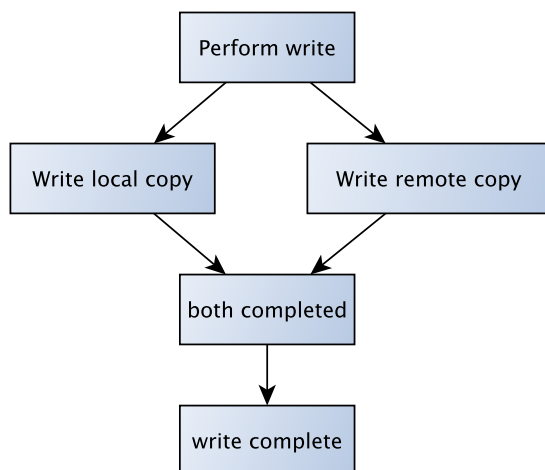 Perform write
Write local copy
Write remote copy
both completed
write complete